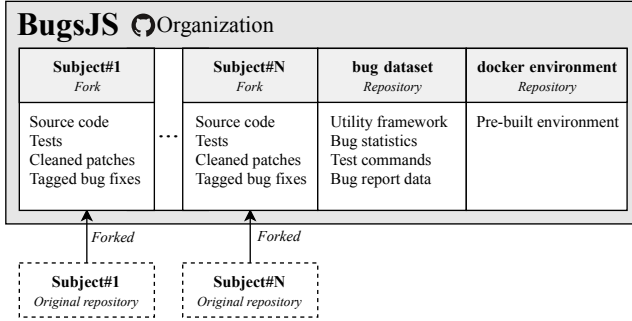 BugsJS Organization
Subject#1
Fork
Source code
Tests
Cleaned patches
Tagged bug fixes
...
Subject#N
Fork
Source code
Tests
Cleaned patches
Tagged bug fixes
bug dataset
Repository
Utility framework
Bug statistics
Test commands
Bug report data
docker environment
Repository
Pre-built environment
Forked
Forked
Subject#1
Original repository
Subject#N
Original repository